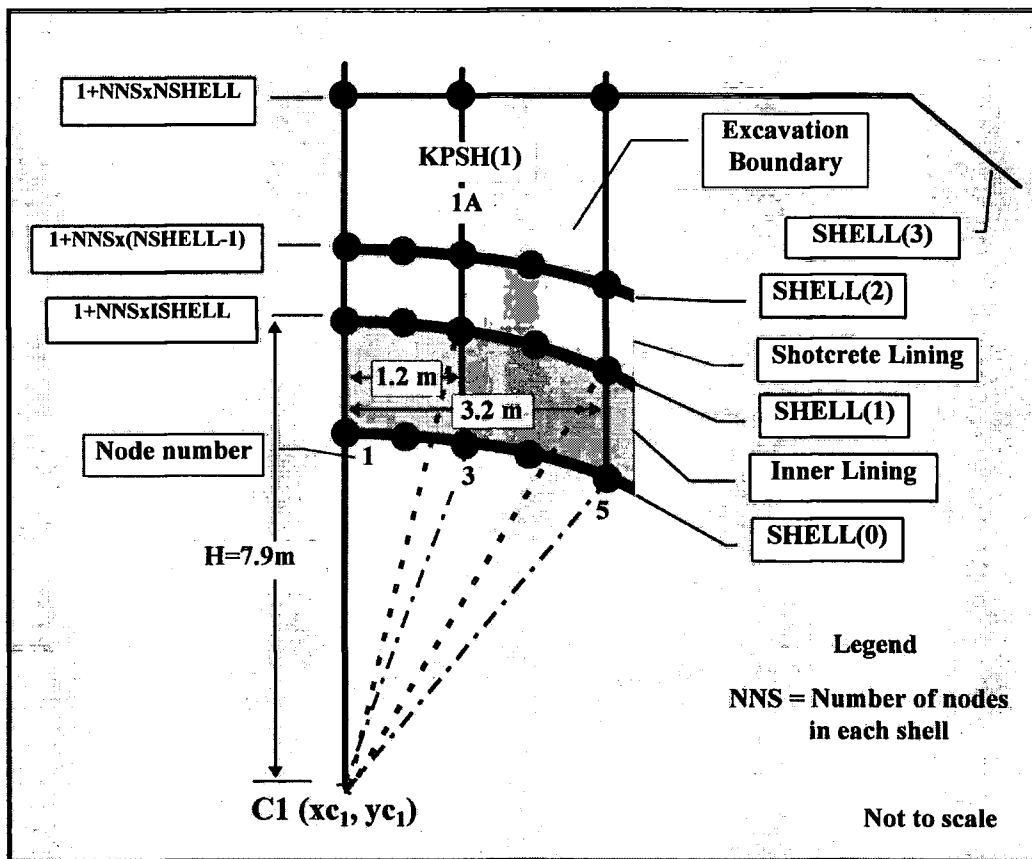 1+NNSxNSHELL
KPSH(1)
1A
Excavation
Boundary
SHELL(3)
1+NNSx(NSHELL-1)
1+NNSxISHELL
SHELL(2)
Shotcrete Lining
1.2 m
3.2 m
SHELL(1)
Node number
1
3
5
Inner Lining
SHELL(0)
H=7.9m
Legend
NNS = Number of nodes
in each shell
C1 (xc₁, yc₁)
Not to scale